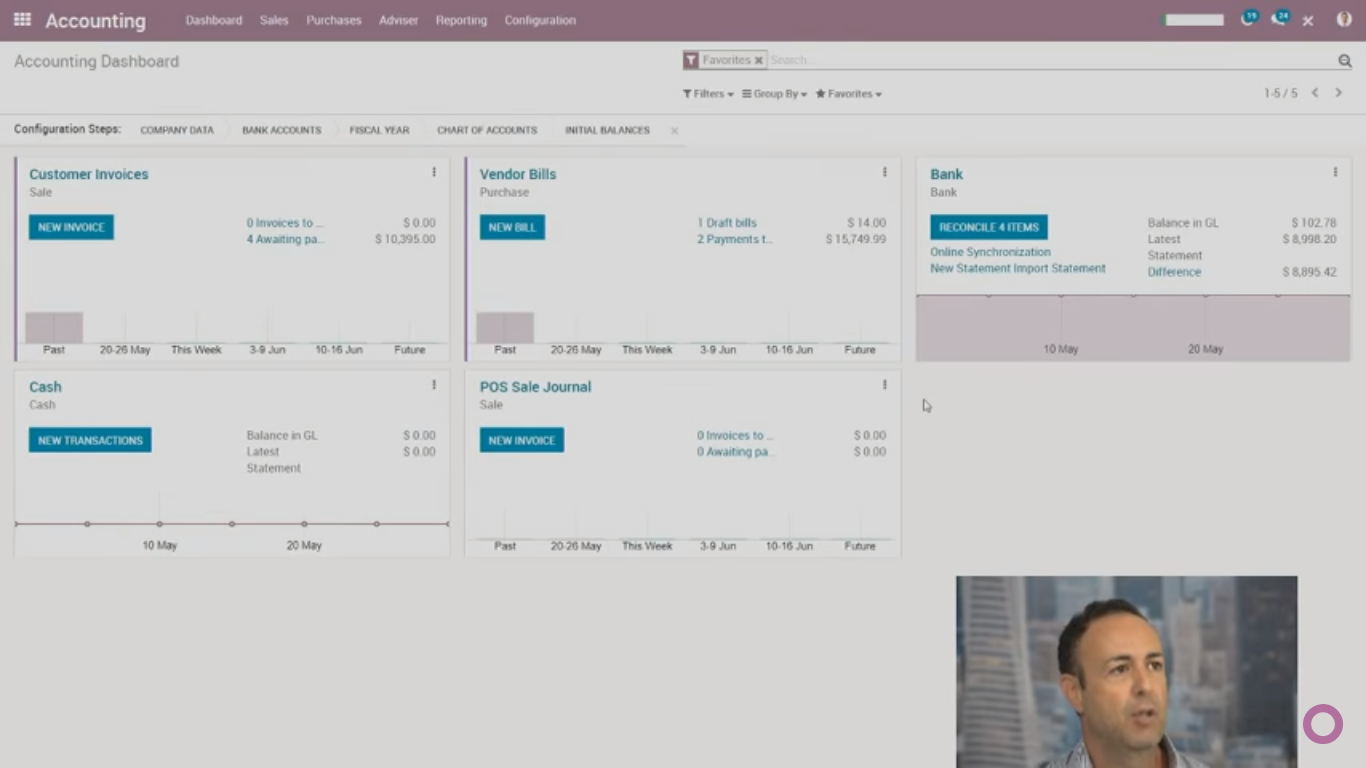 Accounting Dashboard Sales Purchases Adviser Reporting Configuration 19 24
Accounting Dashboard
Favorites Search...
Filters Group By Favorites 1-5 / 5
Configuration Steps: COMPANY DATA BANK ACCOUNTS FISCAL YEAR CHART OF ACCOUNTS INITIAL BALANCES
Customer Invoices
Sale
NEW INVOICE
0 Invoices to ... $ 0.00
4 Awaiting pa... $ 10,395.00
Past 20-26 May This Week 3-9 Jun 10-16 Jun Future
Vendor Bills
Purchase
NEW BILL
1 Draft bills $ 14.00
2 Payments t... $ 15,749.99
Past 20-26 May This Week 3-9 Jun 10-16 Jun Future
Bank
Bank
RECONCILE 4 ITEMS
Online Synchronization
New Statement Import Statement
Balance in GL $ 102.78
Latest $ 8,998.20
Statement
Difference $ 8,895.42
10 May 20 May
Cash
Cash
NEW TRANSACTIONS
Balance in GL $ 0.00
Latest $ 0.00
Statement
10 May 20 May
POS Sale Journal
Sale
NEW INVOICE
0 Invoices to ... $ 0.00
0 Awaiting pa... $ 0.00
Past 20-26 May This Week 3-9 Jun 10-16 Jun Future